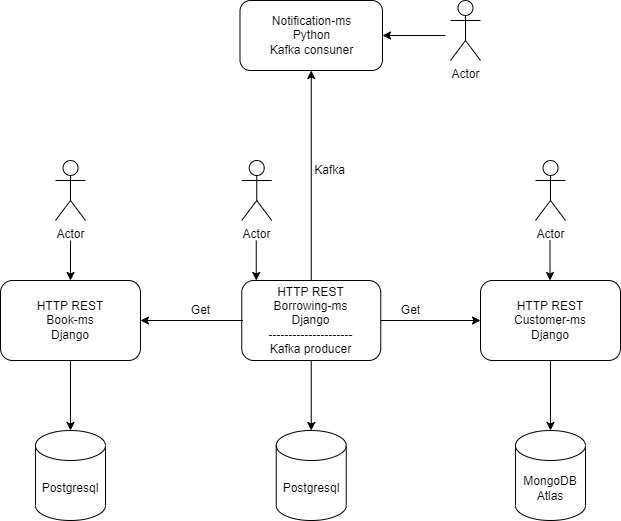 Notification-ms
Python
Kafka consuner
Actor
Kafka
Actor
Actor
Actor
HTTP REST
Book-ms
Django
Get
HTTP REST
Borrowing-ms
Django
---------------------
Kafka producer
Get
HTTP REST
Customer-ms
Django
Postgresql
Postgresql
MongoDB
Atlas